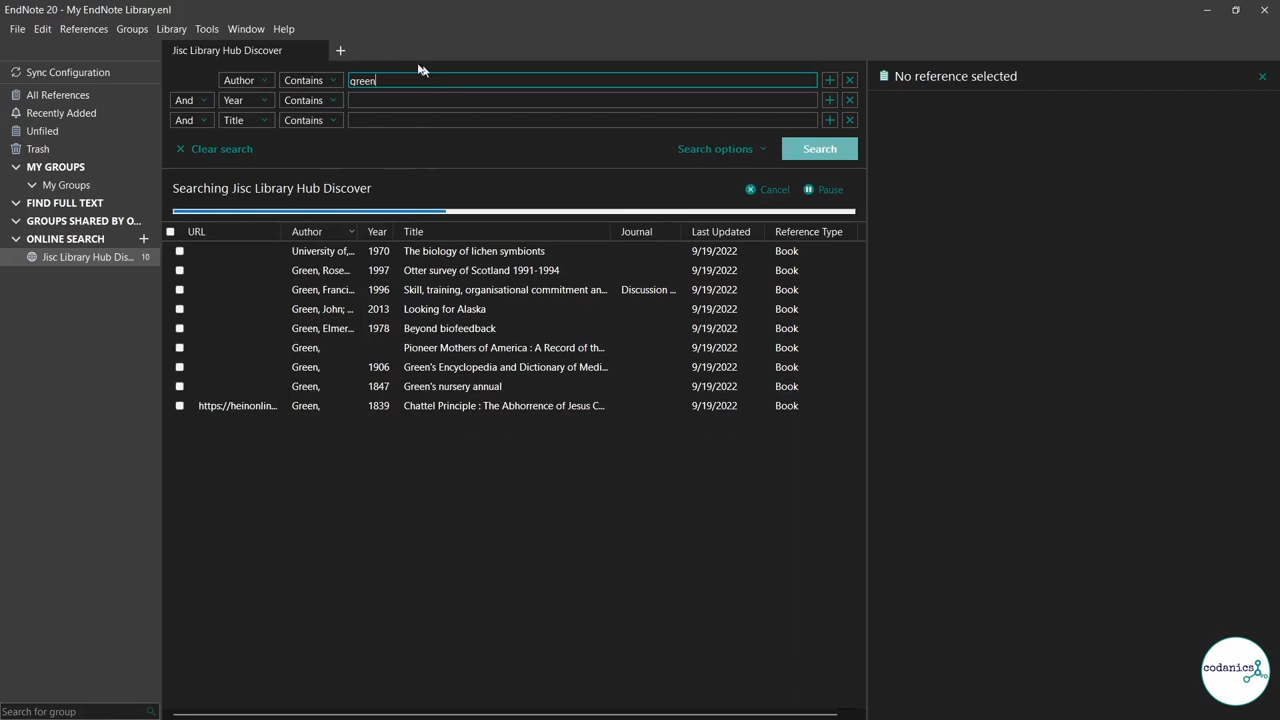 EndNote 20 - My EndNote Library.enl
File Edit References Groups Library Tools Window Help
Jisc Library Hub Discover
Sync Configuration
All References
Recently Added
Unfiled
Trash
MY GROUPS
My Groups
FIND FULL TEXT
GROUPS SHARED BY O...
ONLINE SEARCH
Jisc Library Hub Dis... 10
Search for group
Author Contains green
And Year Contains
And Title Contains
Clear search Search options Search
Searching Jisc Library Hub Discover Cancel Pause
URL Author Year Title Journal Last Updated Reference Type
University of,... 1970 The biology of lichen symbionts 9/19/2022 Book
Green, Rose... 1997 Otter survey of Scotland 1991-1994 9/19/2022 Book
Green, Franci... 1996 Skill, training, organisational commitment an... Discussion ... 9/19/2022 Book
Green, John; ... 2013 Looking for Alaska 9/19/2022 Book
Green, Elmer... 1978 Beyond biofeedback 9/19/2022 Book
Green, Pioneer Mothers of America : A Record of th... 9/19/2022 Book
Green, 1906 Green's Encyclopedia and Dictionary of Medi... 9/19/2022 Book
Green, 1847 Green's nursery annual 9/19/2022 Book
https://heinonlin... Green, 1839 Chattel Principle : The Abhorrence of Jesus C... 9/19/2022 Book
No reference selected
codanics